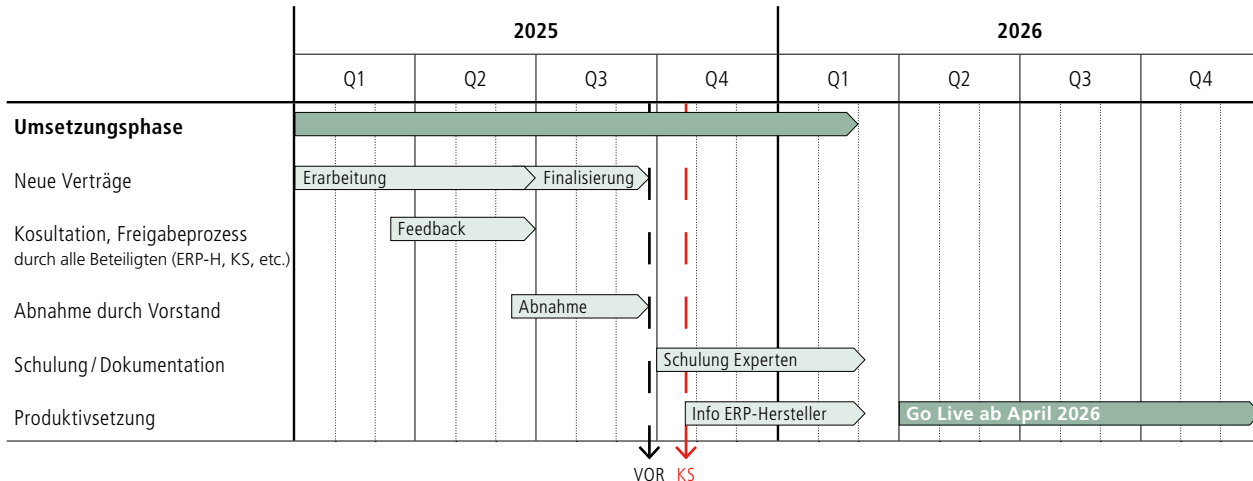 2025 2026
Q1 Q2 Q3 Q4 Q1 Q2 Q3 Q4
Umsetzungsphase
Neue Verträge Erarbeitung Finalisierung
Kosultation, Freigabeprozess Feedback
durch alle Beteiligten (ERP-H, KS, etc.)
Abnahme durch Vorstand Abnahme
Schulung/Dokumentation Schulung Experten
Produktivsetzung Info ERP-Hersteller Go Live ab April 2026
VOR KS